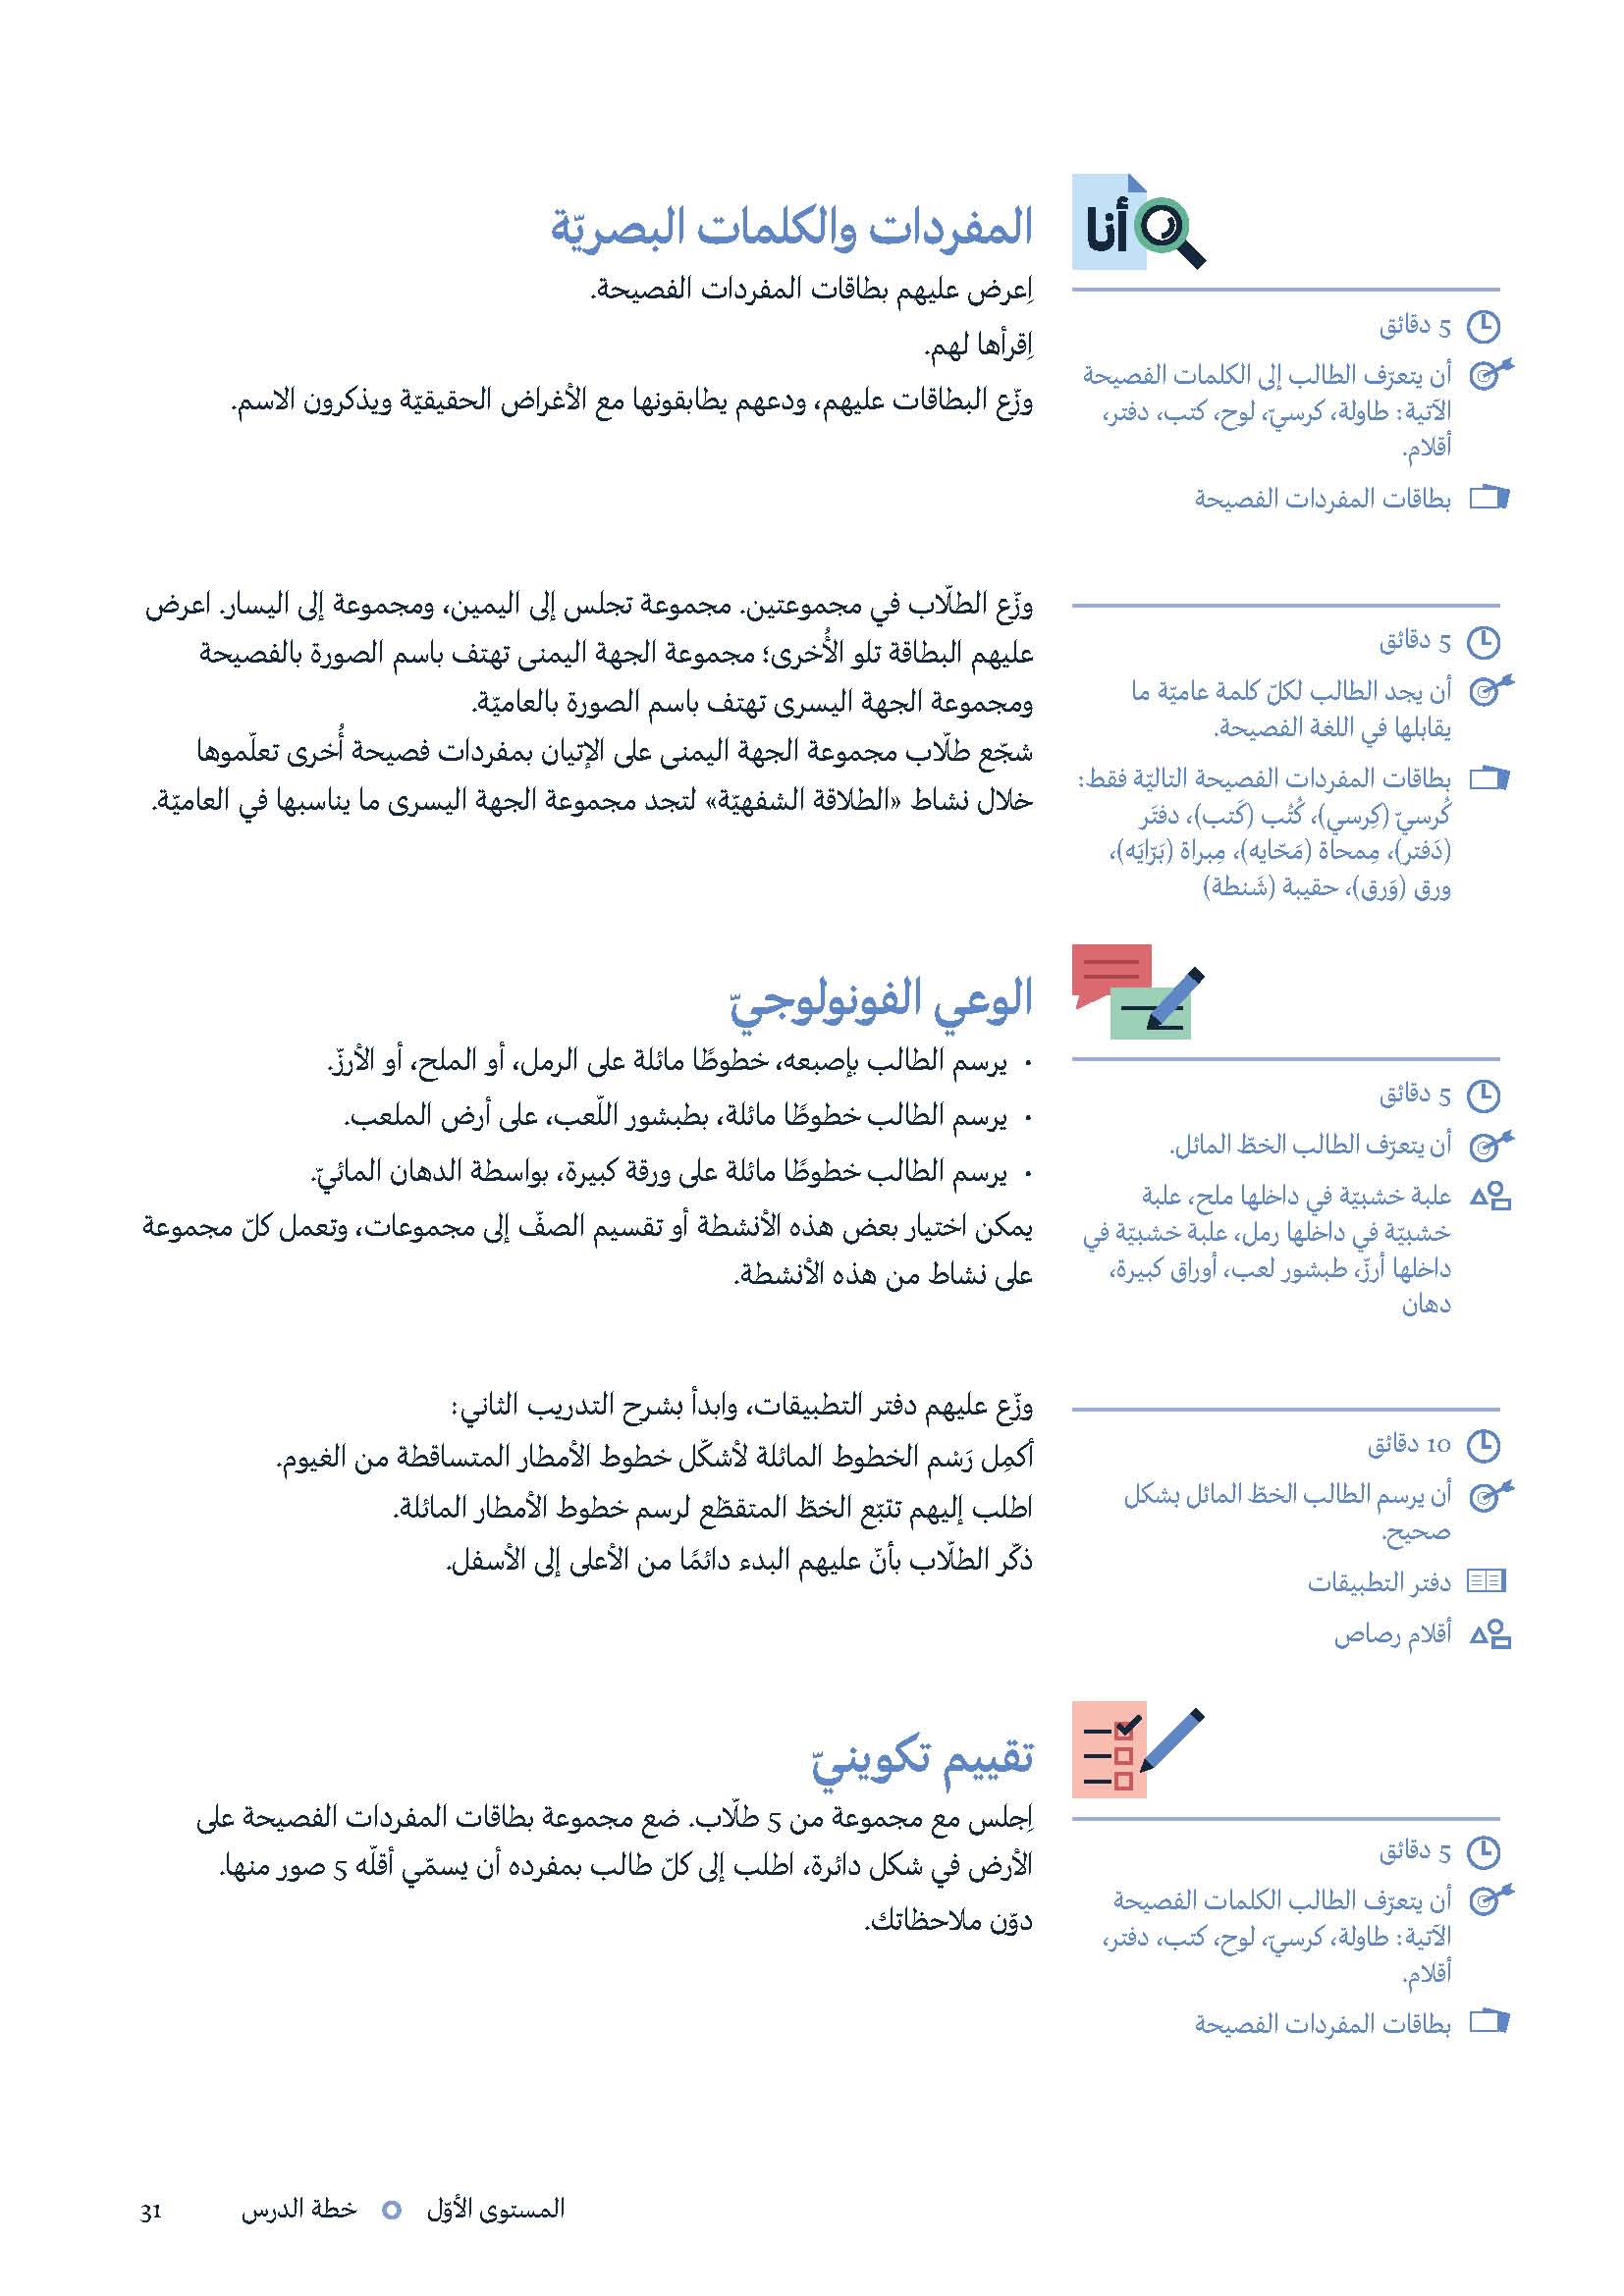 أنا
المفردات والكلمات البصريّة
5 دقائق
أن يتعرّف الطالب إلى الكلمات الفصيحة
الآتية: طاولة، كرسيّ، لوح، كتب، دفتر،
أقلام.
بطاقات المفردات الفصيحة
اِعرض عليهم بطاقات المفردات الفصيحة.
اِقرأها لهم.
وزّع البطاقات عليهم، ودعهم يطابقونها مع الأغراض الحقيقيّة ويذكرون الاسم.
5 دقائق
أن يجد الطالب لكلّ كلمة عاميّة ما
يقابلها في اللغة الفصيحة.
بطاقات المفردات الفصيحة التاليّة فقط:
كُرسيّ (كِرسي)، كُتُب (كَتب)، دفتَر
(دَفتر)، مِمحاة (مَحّايه)، مِبراة (بَرّايَه)،
ورق (وَرق)، حقيبة (شَنطة)
وزّع الطلّاب في مجموعتين. مجموعة تجلس إلى اليمين، ومجموعة إلى اليسار. اعرض
عليهم البطاقة تلو الأُخرى؛ مجموعة الجهة اليمنى تهتف باسم الصورة بالفصيحة
ومجموعة الجهة اليسرى تهتف باسم الصورة بالعاميّة.
شجّع طلّاب مجموعة الجهة اليمنى على الإتيان بمفردات فصيحة أُخرى تعلّموها
خلال نشاط «الطلاقة الشفهيّة» لتجد مجموعة الجهة اليسرى ما يناسبها في العاميّة.
الوعي الفونولوجيّ
5 دقائق
أن يتعرّف الطالب الخطّ المائل.
علبة خشبيّة في داخلها ملح، علبة
خشبيّة في داخلها رمل، علبة خشبيّة في
داخلها أرزّ، طبشور لعب، أوراق كبيرة،
دهان
• يرسم الطالب بإصبعه، خطوطًا مائلة على الرمل، أو الملح، أو الأرزّ.
• يرسم الطالب خطوطًا مائلة، بطبشور اللّعب، على أرض الملعب.
• يرسم الطالب خطوطًا مائلة على ورقة كبيرة، بواسطة الدهان المائيّ.
يمكن اختيار بعض هذه الأنشطة أو تقسيم الصفّ إلى مجموعات، وتعمل كلّ مجموعة
على نشاط من هذه الأنشطة.
10 دقائق
أن يرسم الطالب الخطّ المائل بشكل
صحيح.
دفتر التطبيقات
أقلام رصاص
وزّع عليهم دفتر التطبيقات، وابدأ بشرح التدريب الثاني:
أكمِل رَسْم الخطوط المائلة لأشكّل خطوط الأمطار المتساقطة من الغيوم.
اطلب إليهم تتبّع الخطّ المتقطّع لرسم خطوط الأمطار المائلة.
ذكّر الطلّاب بأنّ عليهم البدء دائمًا من الأعلى إلى الأسفل.
تقييم تكوينيّ
5 دقائق
أن يتعرّف الطالب الكلمات الفصيحة
الآتية: طاولة، كرسيّ، لوح، كتب، دفتر،
أقلام.
بطاقات المفردات الفصيحة
اِجلس مع مجموعة من 5 طلّاب. ضع مجموعة بطاقات المفردات الفصيحة على
الأرض في شكل دائرة، اطلب إلى كلّ طالب بمفرده أن يسمّي أقلّه 5 صور منها.
دوّن ملاحظاتك.
المستوى الأوّل خطة الدرس 31